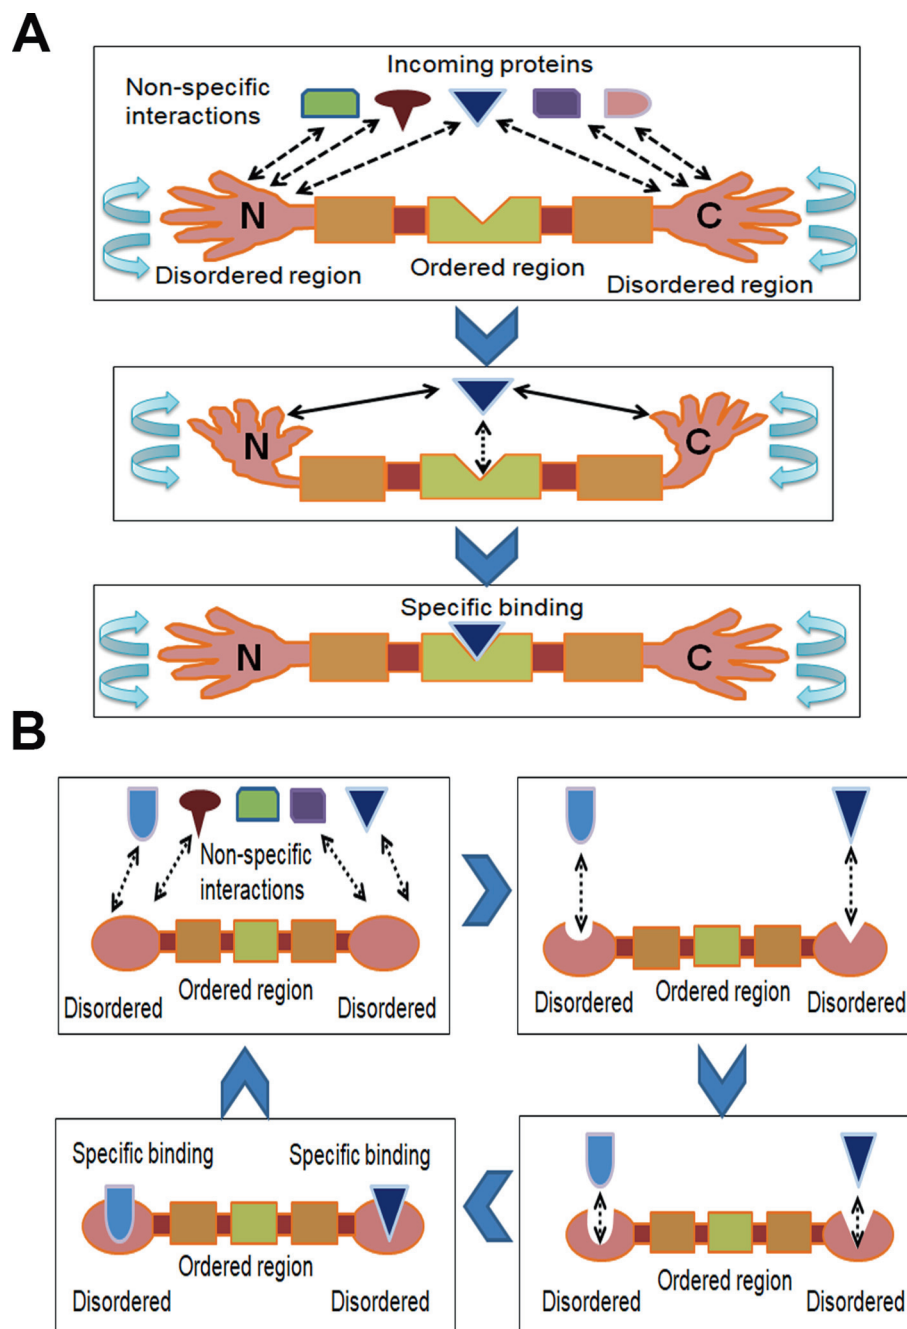 A
Incoming proteins
Non-specific
interactions
N
C
Disordered region
Ordered region
Disordered region
N
C
Specific binding
N
C
B
Non-specific
interactions
Disordered
Ordered region
Disordered
Disordered
Ordered region
Disordered
Specific binding
Specific binding
Ordered region
Disordered
Disordered
Ordered region
Disordered
Disordered